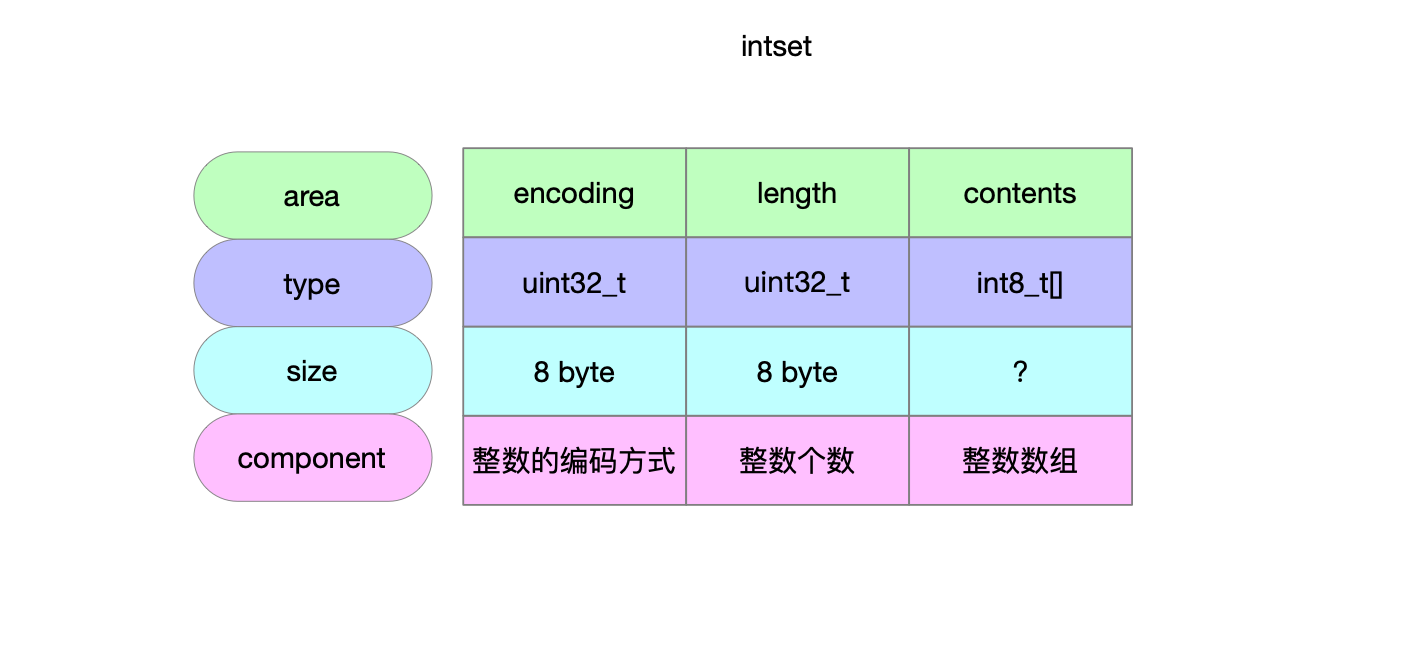 intset
area
encoding
length
contents
type
uint32_t
uint32_t
int8_t[]
size
8 byte
8 byte
?
component
整数的编码方式
整数个数
整数数组